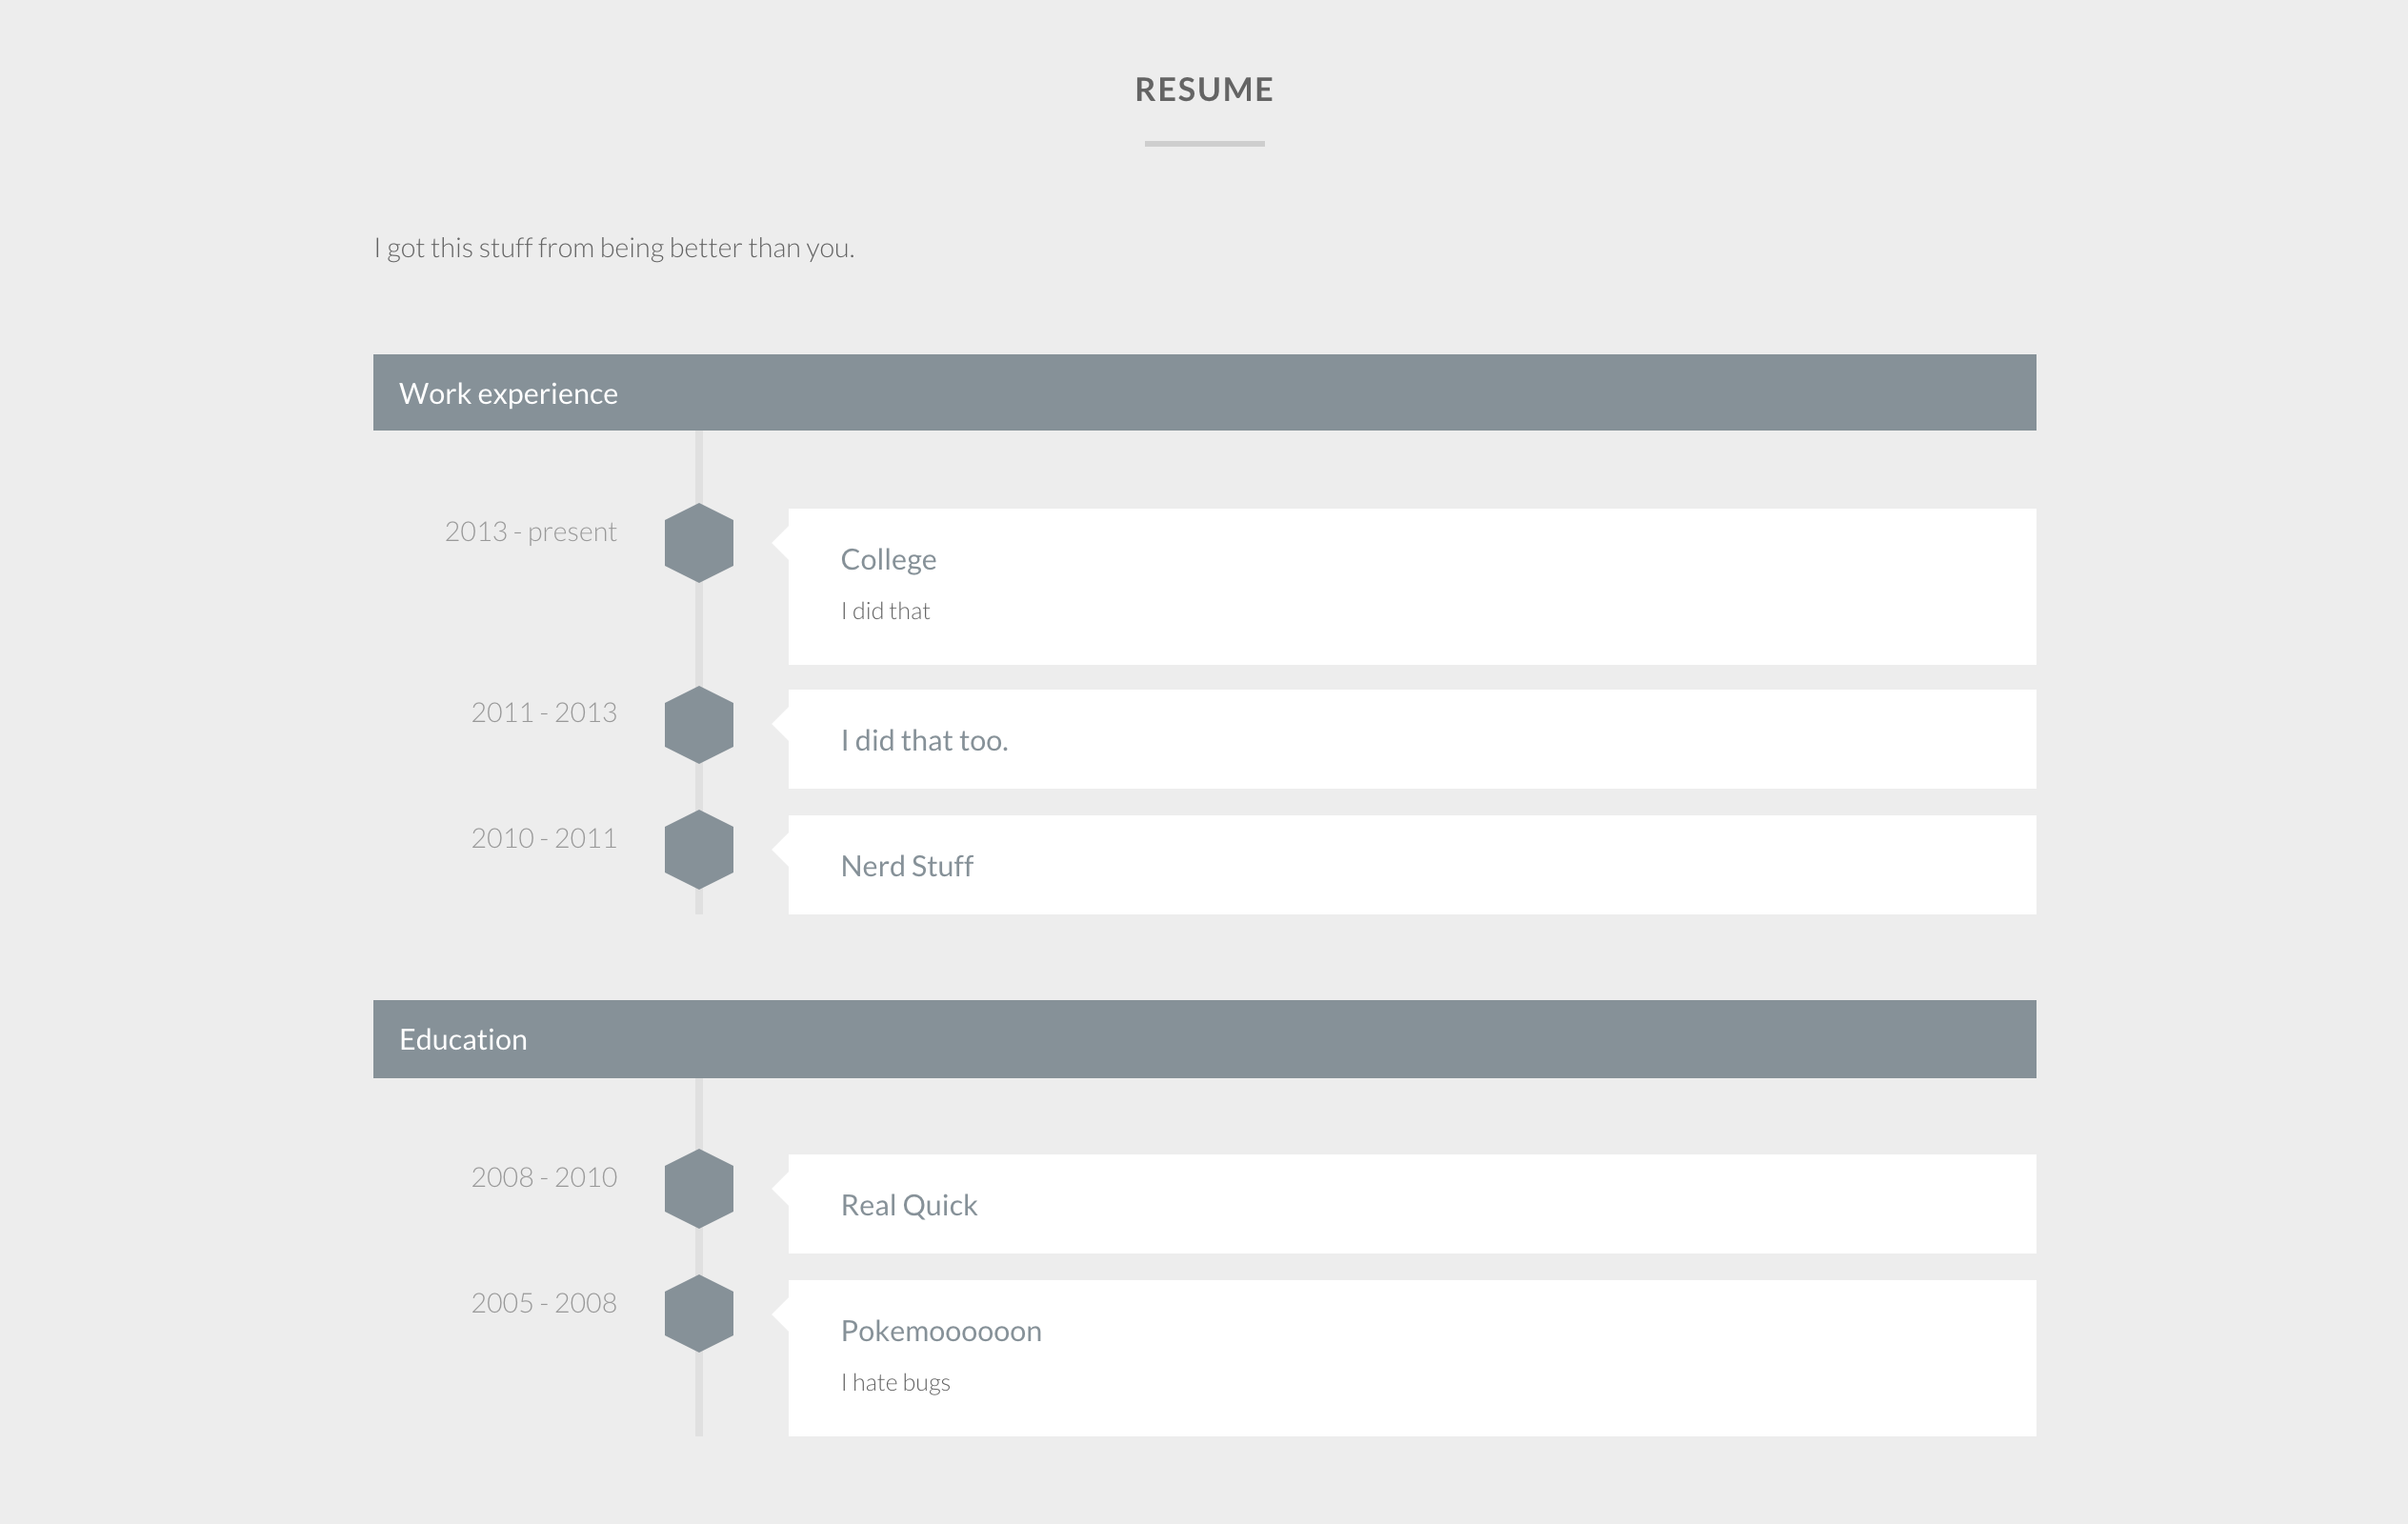 RESUME
I got this stuff from being better than you.
Work experience
2013 - present
College
I did that
2011 - 2013
I did that too.
2010 - 2011
Nerd Stuff
Education
2008 - 2010
Real Quick
2005 - 2008
Pokemoooooon
I hate bugs